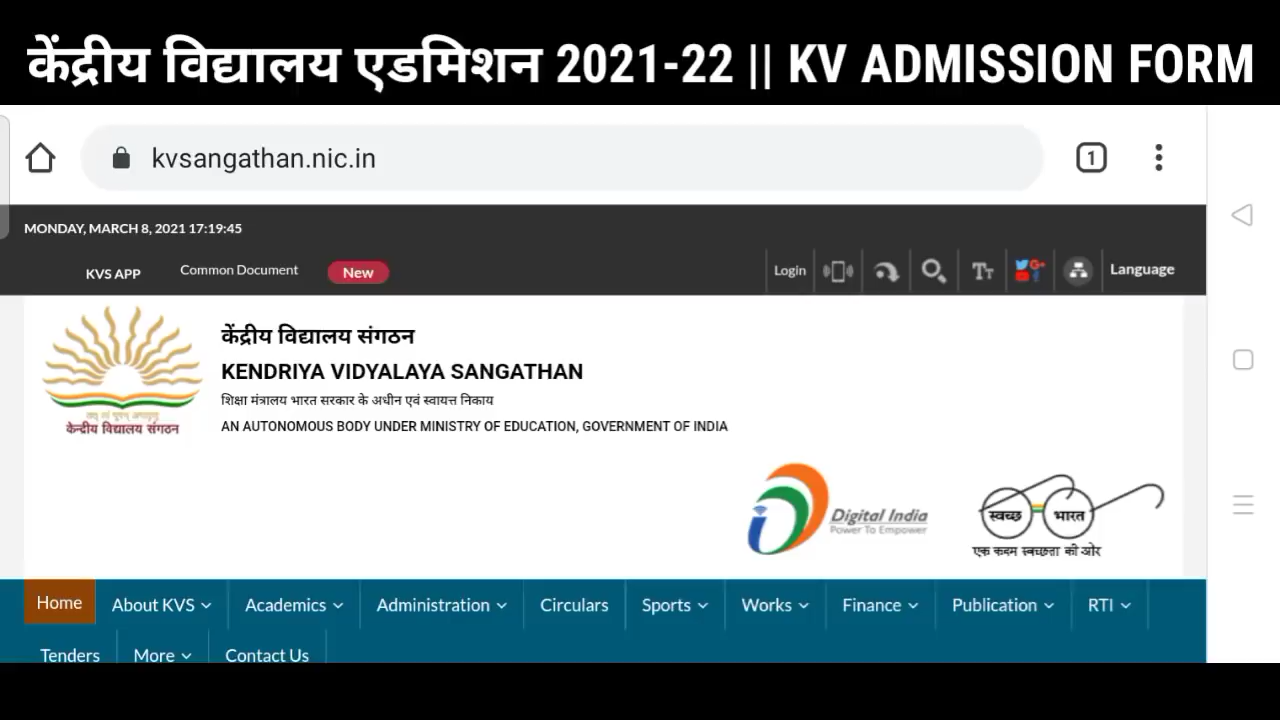 केंद्रीय विद्यालय एडमिशन 2021-22 || KV ADMISSION FORM
kvsangathan.nic.in
1
MONDAY, MARCH 8, 2021 17:19:45
KVS APP Common Document New Login TT Language
केंद्रीय विद्यालय संगठन
KENDRIYA VIDYALAYA SANGATHAN
शिक्षा मंत्रालय भारत सरकार के अधीन एवं स्वायत्त निकाय
AN AUTONOMOUS BODY UNDER MINISTRY OF EDUCATION, GOVERNMENT OF INDIA
केन्द्रीय विद्यालय संगठन
Digital India
Power To Empower
स्वच्छ भारत
एक कदम स्वच्छता की ओर
Home About KVS Academics Administration Circulars Sports Works Finance Publication RTI
Tenders More Contact Us